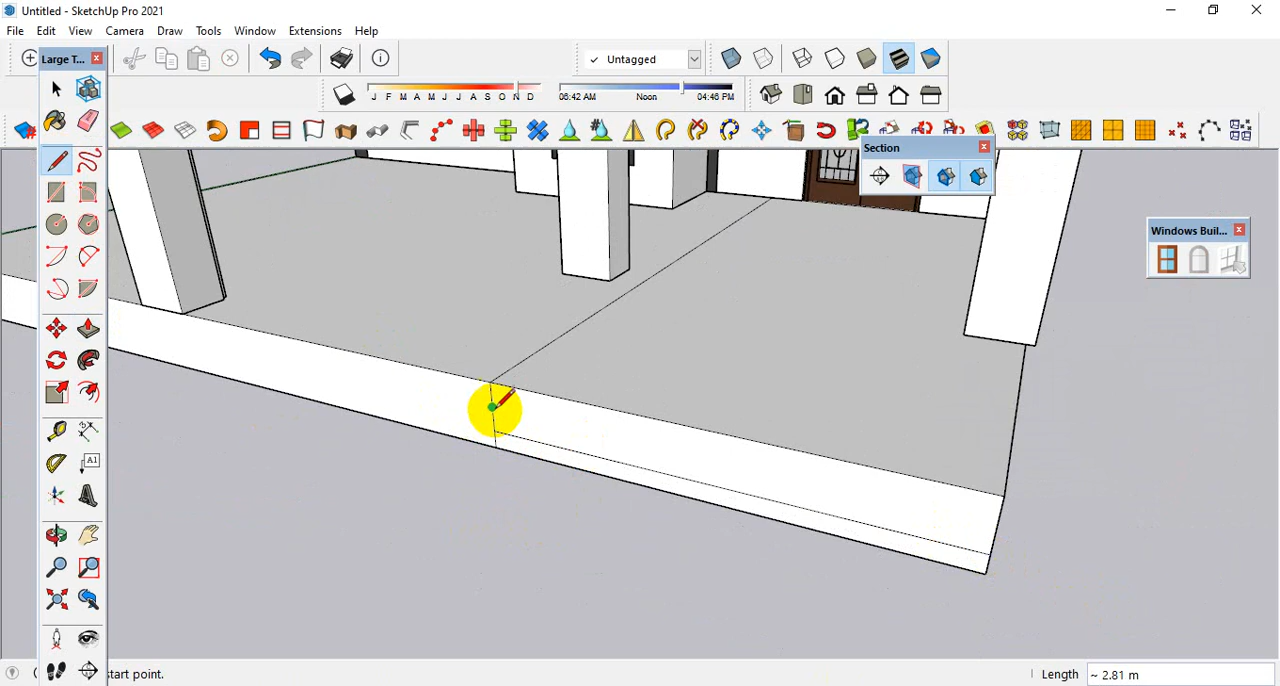 Untitled - SketchUp Pro 2021
File Edit View Camera Draw Tools Window Extensions Help
Large T...
Untagged
J F M A M J J A S O N D
06:42 AM Noon 04:46 PM
Section
Windows Buil...
A1
start point.
Length ~ 2.81 m